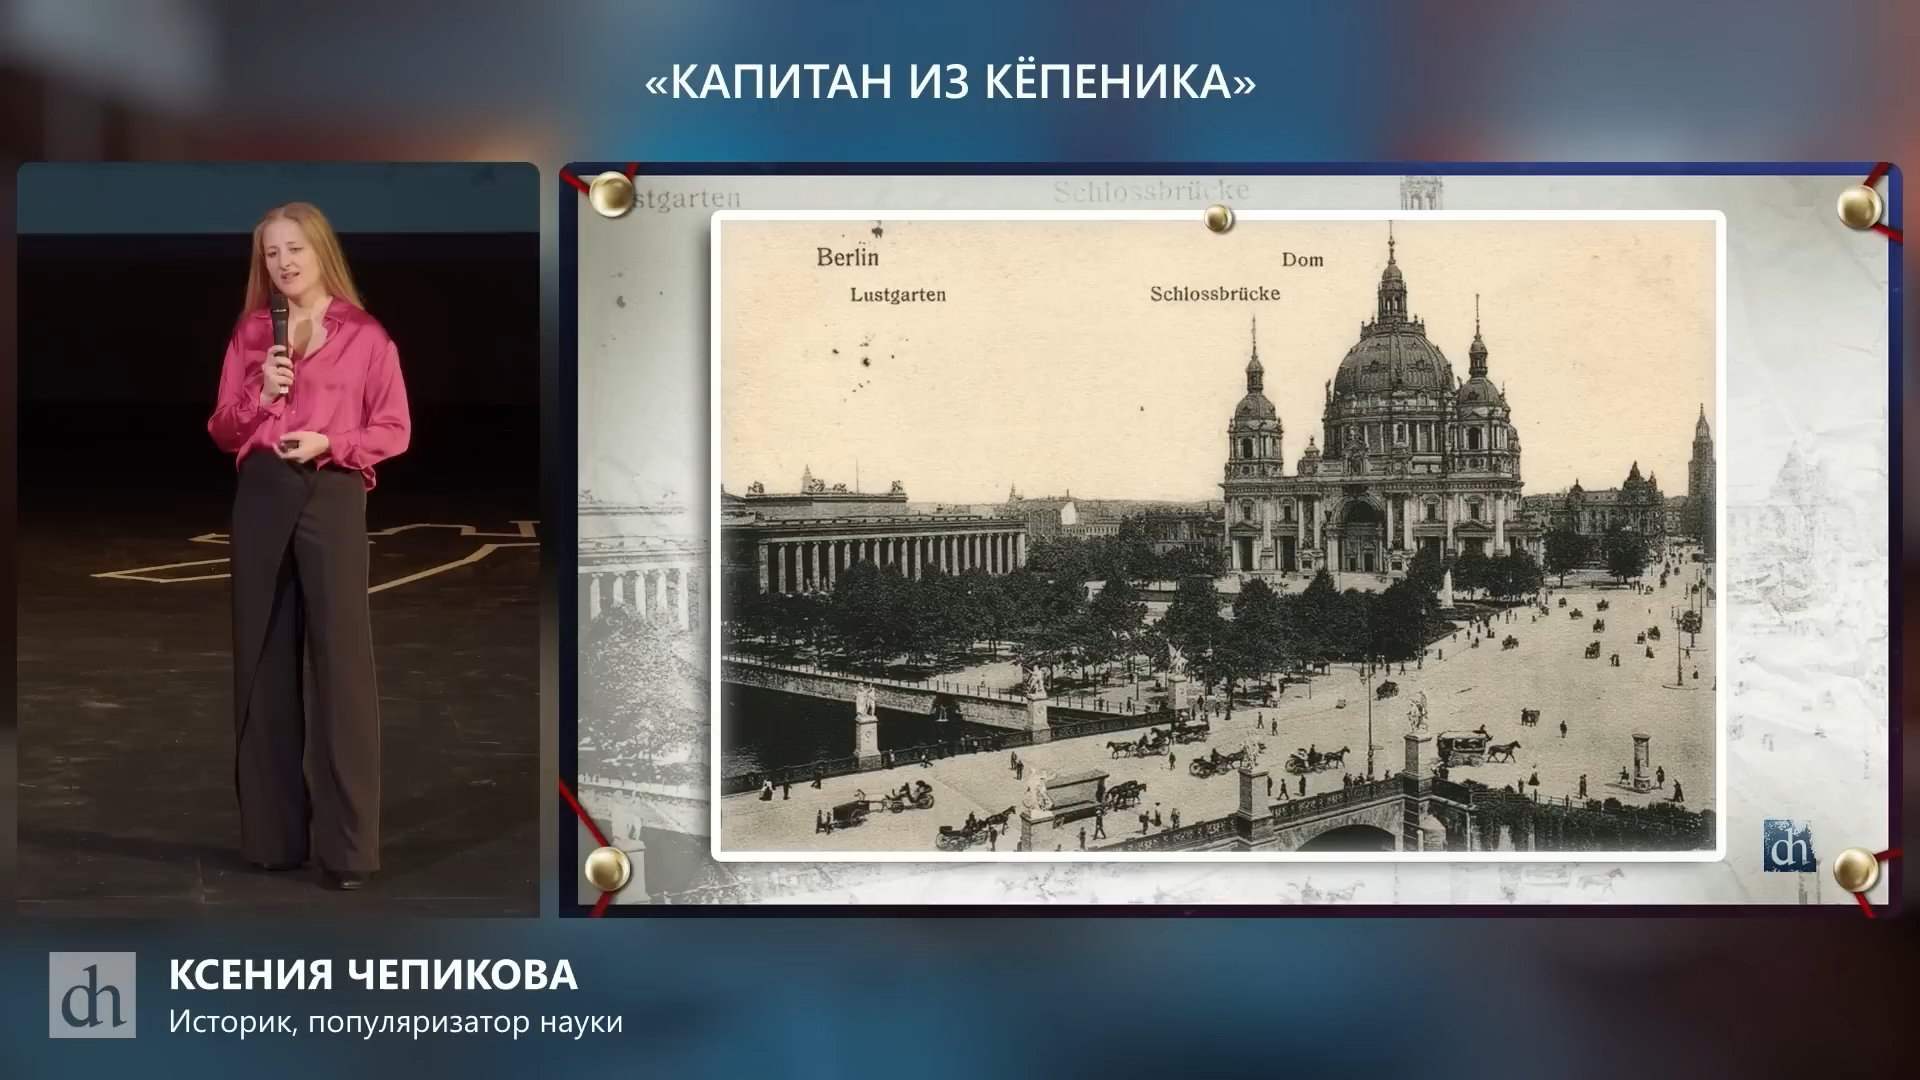 «КАПИТАН ИЗ КЁПЕНИКА»
stgarten
Schlossbrücke
Berlin
Dom
Lustgarten
Schlossbrücke
dh
dh
КСЕНИЯ ЧЕПИКОВА
Историк, популяризатор науки